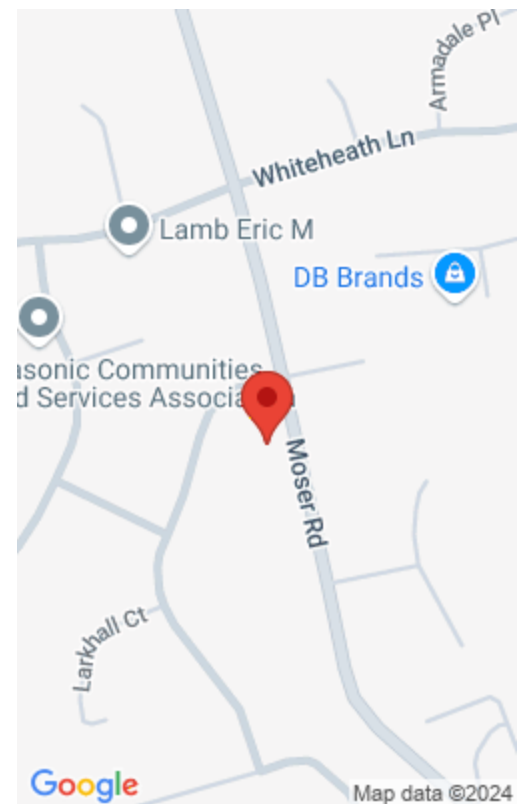 Armadale Pl
Whiteheath Ln
Lamb Eric M
DB Brands
asonic Communities
d Services Associa
Moser Rd
Larkhall Ct
Google
Map data ©2024